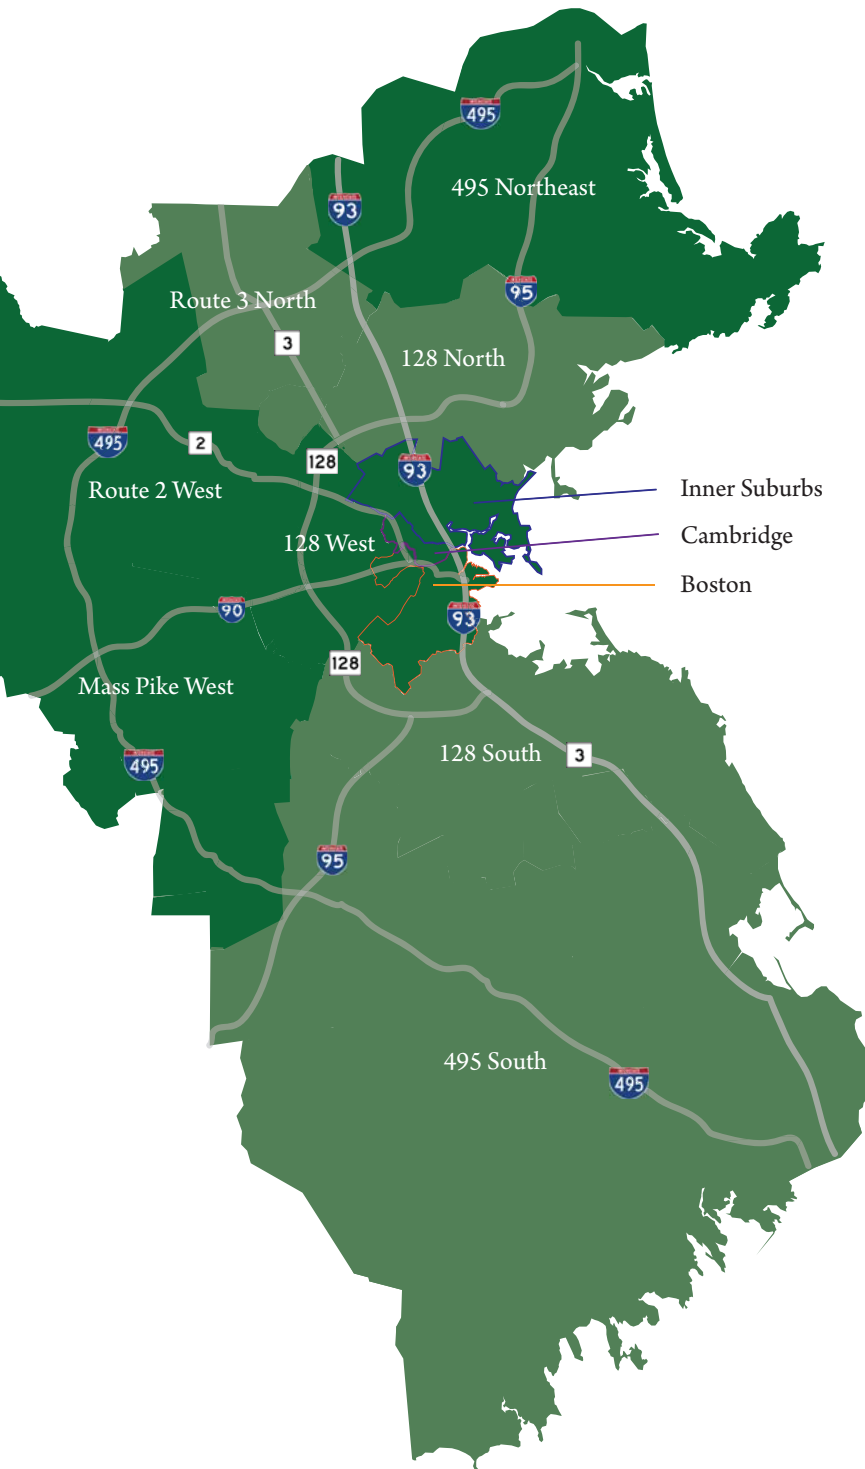 495
495 Northeast
93
95
Route 3 North
3
128 North
495
2
128
93
Route 2 West
Inner Suburbs
128 West
Cambridge
Boston
90
93
128
Mass Pike West
128 South
3
495
95
495 South
495